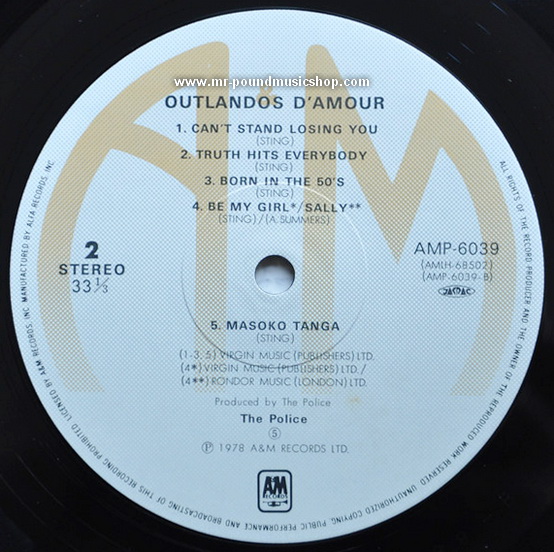 www.mr-poundmusicshop.com
OUTLANDOS D'AMOUR
1. CAN'T STAND LOSING YOU
(STING)
2. TRUTH HITS EVERYBODY
(STING)
3. BORN IN THE 50'S
(STING)
4. BE MY GIRL*/SALLY**
(STING)/(A. SUMMERS)
2
STEREO
33 1/3
AMP-6039
(AMLH-68502)
(AMP-6039-B)
JASRAC
5. MASOKO TANGA
(STING)
(1-3, 5) VIRGIN MUSIC (PUBLISHERS) LTD.
(4*) VIRGIN MUSIC (PUBLISHERS) LTD./
(4**) RONDOR MUSIC (LONDON) LTD.
Produced by The Police
The Police
⑤
℗ 1978 A&M RECORDS LTD.
A&M
RECORDS
ALL RIGHTS OF THE RECORD PRODUCER AND THE OWNER OF THE REPRODUCED WORK RESERVED. UNAUTHORIZED COPYING, PUBLIC PERFORMANCE AND BROADCASTING OF THIS RECORDING PROHIBITED. LICENSED BY A&M RECORDS, INC. MANUFACTURED BY ALFA RECORDS, INC.